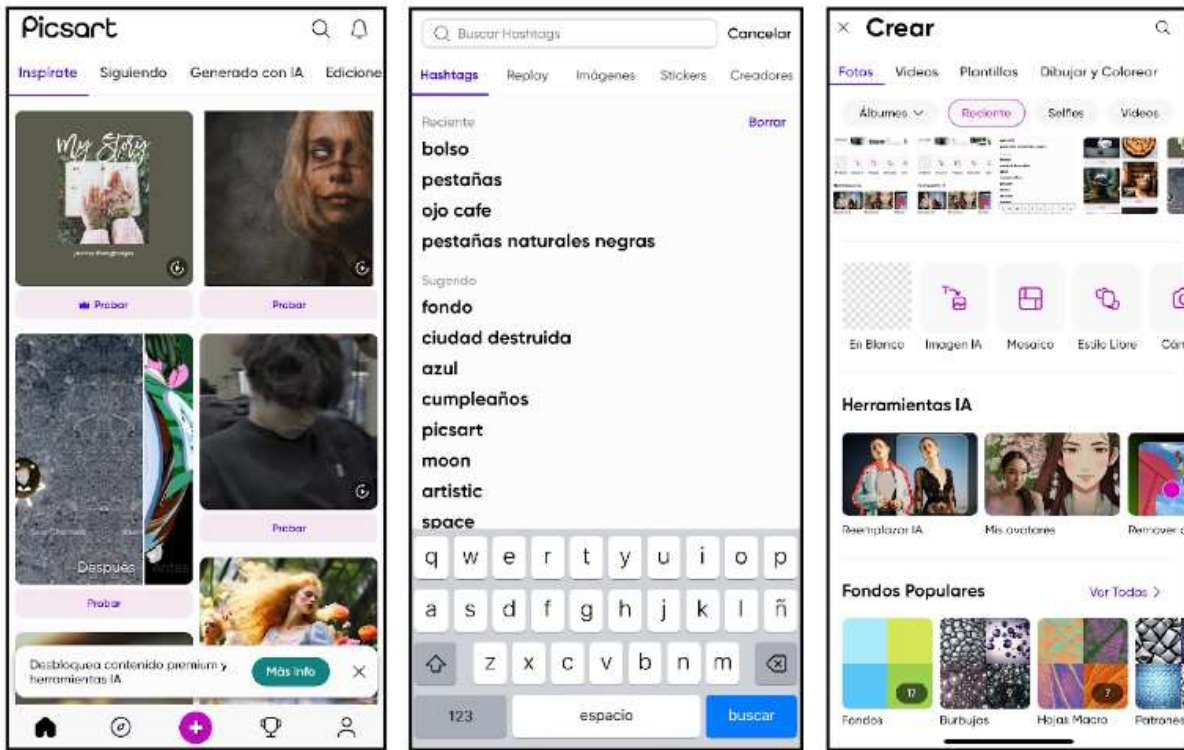 Picsart
Inspírate Siguiendo Generado con IA Edicione
My Story
Probar
Probar
Después Antes
Probar
Probar
Desbloquea contenido premium y
herramientas IA
Más info
Buscar Hashtags
Cancelar
Hashtags Replay Imágenes Stickers Creadores
Reciente Borrar
bolso
pestañas
ojo cafe
pestañas naturales negras
Sugerido
fondo
ciudad destruida
azul
cumpleaños
picsart
moon
artistic
space
q w e r t y u i o p
a s d f g h j k l ñ
z x c v b n m
123 espacio buscar
Crear
Fotos Videos Plantillas Dibujar y Colorear
Álbumes Reciente Selfies Videos
En Blanco Imagen IA Mosaico Estilo Libre Cám
Herramientas IA
Reemplazar IA Mis avatares Remover
Fondos Populares Ver Todos
17 9 7
Fondos Burbujas Hojas Macro Patrones